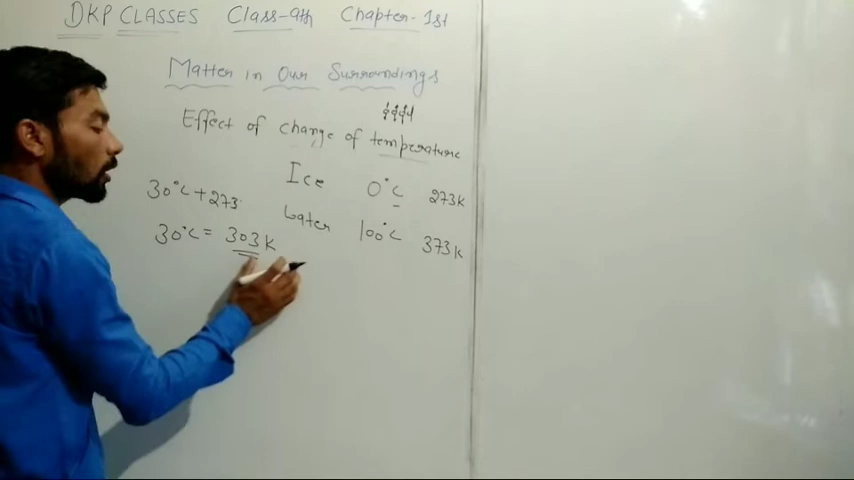 DKP CLASSES Class-9th Chapter-1st
Matter in Our Surroundings
Effect of change of temperature
Ice 0°C 273K
30°C+273
Water 100°C 373K
30°C = 303K